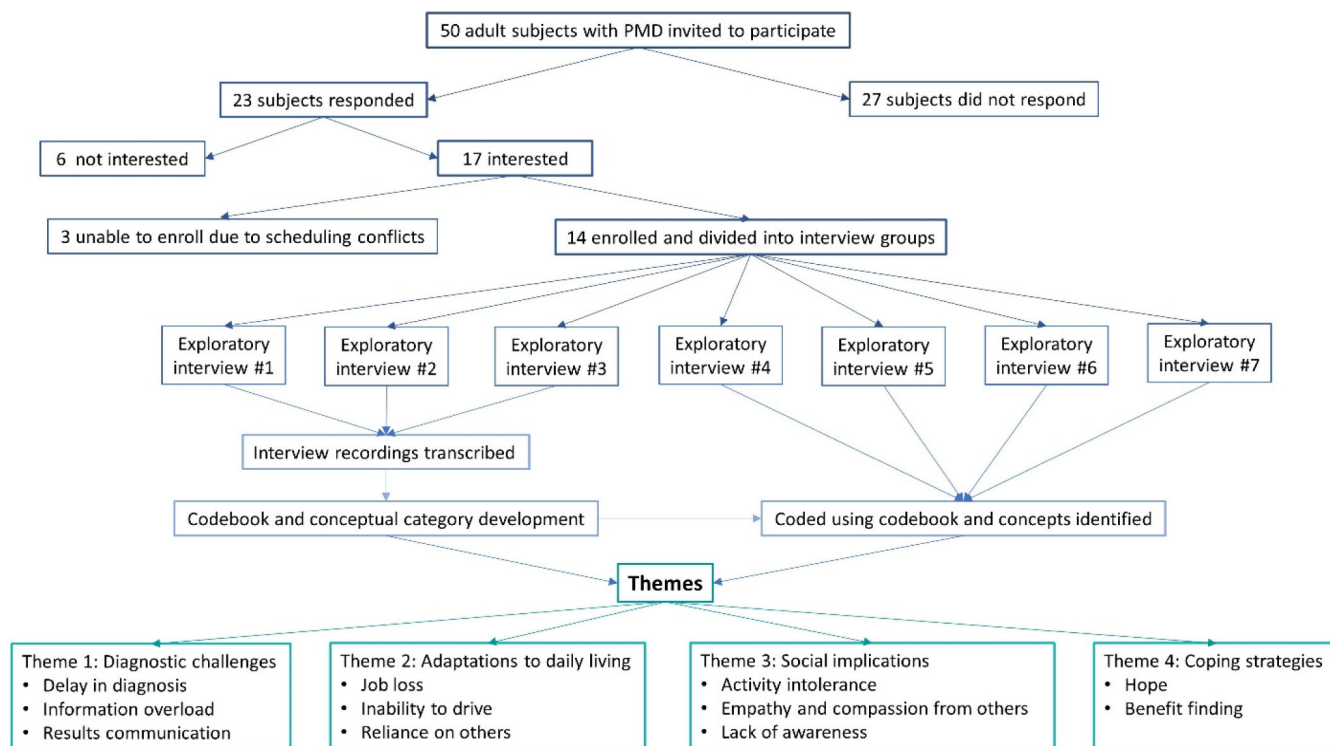 50 adult subjects with PMD invited to participate
23 subjects responded
27 subjects did not respond
6 not interested
17 interested
3 unable to enroll due to scheduling conflicts
14 enrolled and divided into interview groups
Exploratory
interview #1
Exploratory
interview #2
Exploratory
interview #3
Exploratory
interview #4
Exploratory
interview #5
Exploratory
interview #6
Exploratory
interview #7
Interview recordings transcribed
Codebook and conceptual category development
Coded using codebook and concepts identified
Themes
Theme 1: Diagnostic challenges
• Delay in diagnosis
• Information overload
• Results communication
Theme 2: Adaptations to daily living
• Job loss
• Inability to drive
• Reliance on others
Theme 3: Social implications
• Activity intolerance
• Empathy and compassion from others
• Lack of awareness
Theme 4: Coping strategies
• Hope
• Benefit finding